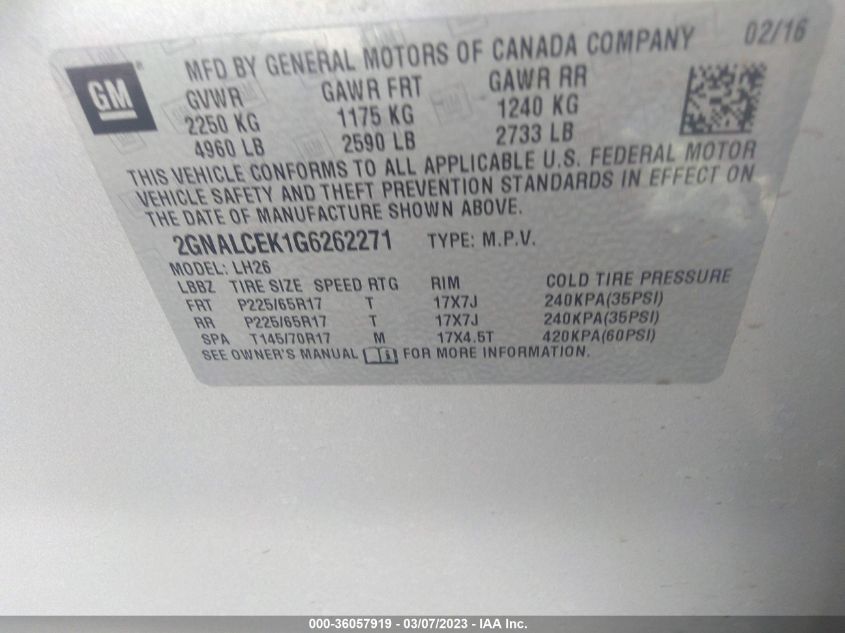 MFD BY GENERAL MOTORS OF CANADA COMPANY 02/16
GM
GVWR GAWR FRT GAWR RR
2250 KG 1175 KG 1240 KG
4960 LB 2590 LB 2733 LB
THIS VEHICLE CONFORMS TO ALL APPLICABLE U.S. FEDERAL MOTOR
VEHICLE SAFETY AND THEFT PREVENTION STANDARDS IN EFFECT ON
THE DATE OF MANUFACTURE SHOWN ABOVE.
2GNALCEK1G6262271 TYPE: M.P.V.
MODEL: LH26
LBBZ TIRE SIZE SPEED RTG RIM COLD TIRE PRESSURE
FRT P225/65R17 T 17X7J 240KPA(35PSI)
RR P225/65R17 T 17X7J 240KPA(35PSI)
SPA T145/70R17 M 17X4.5T 420KPA(60PSI)
SEE OWNER'S MANUAL FOR MORE INFORMATION.
000-36057919 - 03/07/2023 - IAA Inc.